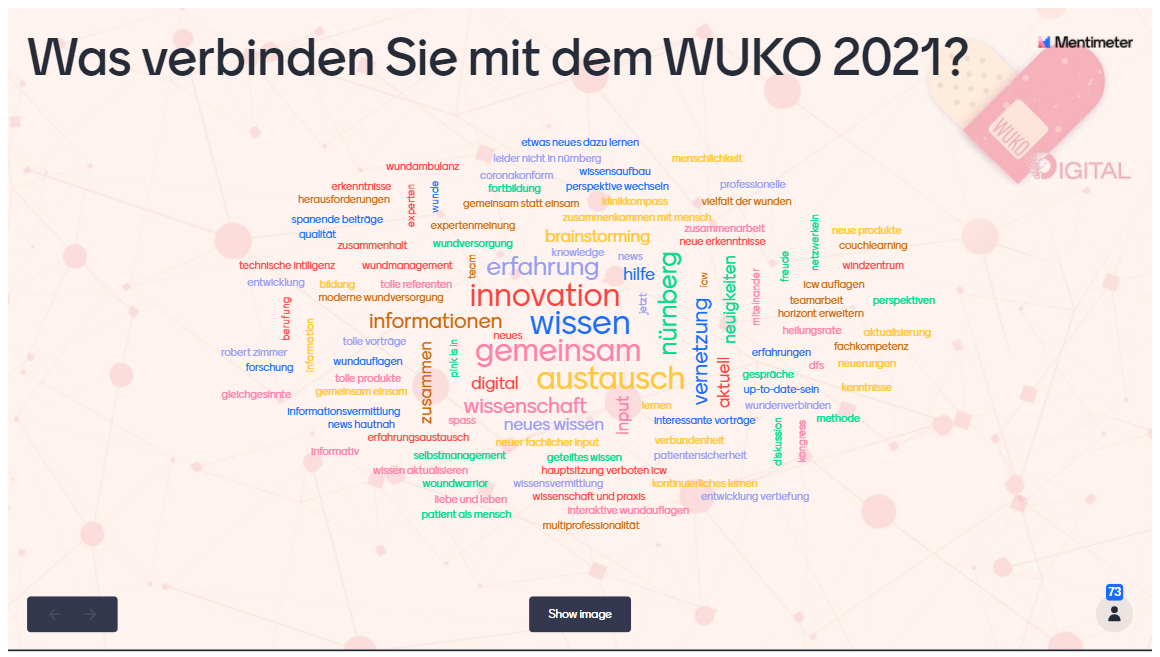 Was verbinden Sie mit dem WUKO 2021?
Mentimeter
WUKO
DIGITAL
etwas neues dazu lernen
leider nicht in nürnberg
menschlichkeit
wundambulanz
coronakonform
wissensaufbau
erkenntnisse
experten
wunde
fortbildung
perspektive wechseln
professionelle
herausforderungen
gemeinsam statt einsam
klinikkompass
vielfalt der wunden
spanende beiträge
expertenmeinung
zusammenkommen mit mensch
zusammenarbeit
netzwerkeln
neue produkte
qualität
zusammenhalt
wundversorgung
brainstorming
neue erkenntnisse
couchlearning
knowledge
news
technische intiligenz
wundmanagement
team
erfahrung
hilfe
nürnberg
icw
neuigkeiten
miteinander
freude
windzentrum
entwicklung
bildung
tolle referenten
icw auflagen
moderne wundversorgung
innovation
jetzt
teamarbeit
perspektiven
berufung
information
informationen
wissen
vernetzung
horizont erweitern
neues
heilungsrate
aktualisierung
tolle vorträge
zusammen
pink is in
gemeinsam
aktuell
erfahrungen
fachkompetenz
robert zimmer
wundauflagen
dfs
neuerungen
forschung
tolle produkte
digital
austausch
gespräche
gleichgesinnte
gemeinsam einsam
up-to-date-sein
kenntnisse
informationsvermittlung
wissenschaft
input
lernen
wundenverbinden
news hautnah
spass
neues wissen
interessante vorträge
diskussion
kongress
methode
erfahrungsaustausch
neuer fachlicher input
verbundenheit
informativ
selbstmanagement
geteiltes wissen
patientensicherheit
wissen aktualisieren
hauptsitzung verboten icw
woundwarrior
wissensvermittlung
kontinuierliches lernen
liebe und leben
wissenschaft und praxis
entwicklung vertiefung
patient als mensch
interaktive wundauflagen
multiprofessionalität
Show image
73